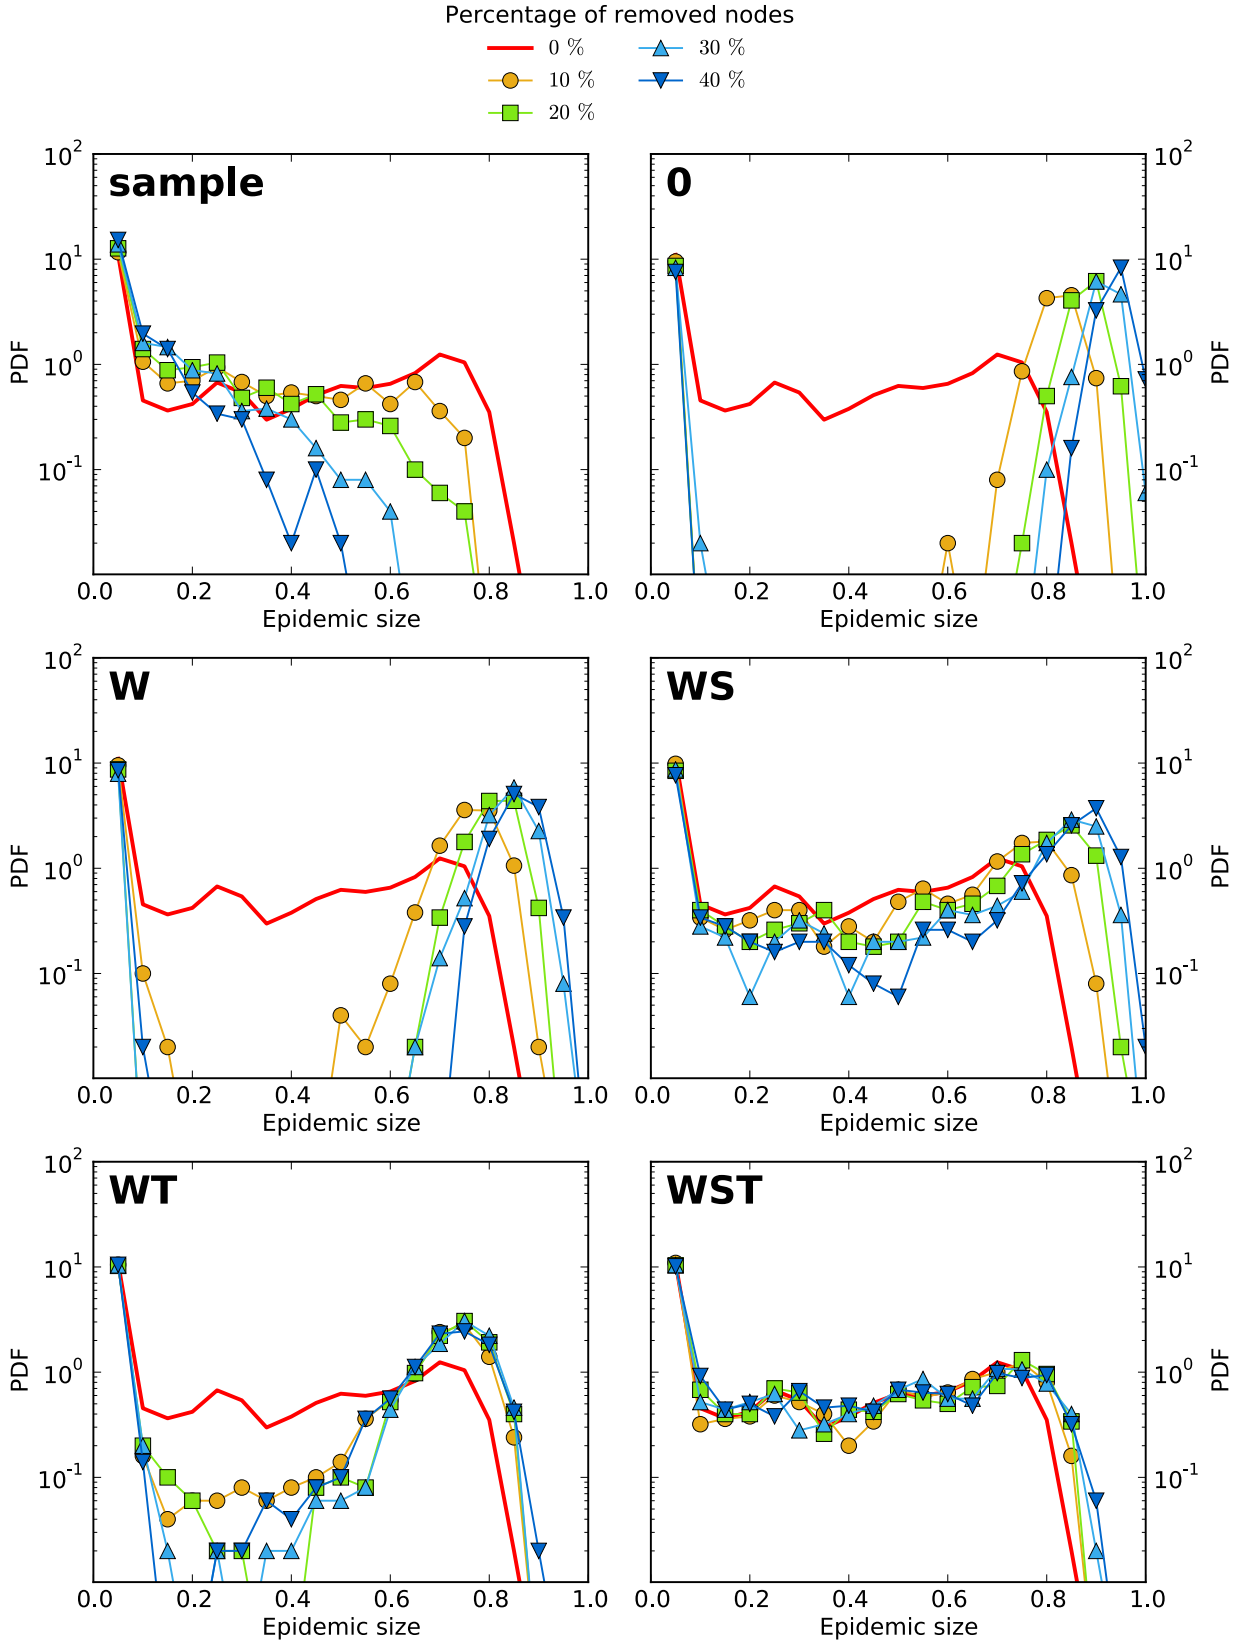 Percentage of removed nodes
0 % 30 %
10 % 40 %
20 %
sample 0
10² 10¹ 10⁰ 10⁻¹
PDF
0.0 0.2 0.4 0.6 0.8 1.0
Epidemic size
10² 10¹ 10⁰ 10⁻¹
PDF
0.0 0.2 0.4 0.6 0.8 1.0
Epidemic size
W WS
10² 10¹ 10⁰ 10⁻¹
PDF
0.0 0.2 0.4 0.6 0.8 1.0
Epidemic size
10² 10¹ 10⁰ 10⁻¹
PDF
0.0 0.2 0.4 0.6 0.8 1.0
Epidemic size
WT WST
10² 10¹ 10⁰ 10⁻¹
PDF
0.0 0.2 0.4 0.6 0.8 1.0
Epidemic size
10² 10¹ 10⁰ 10⁻¹
PDF
0.0 0.2 0.4 0.6 0.8 1.0
Epidemic size